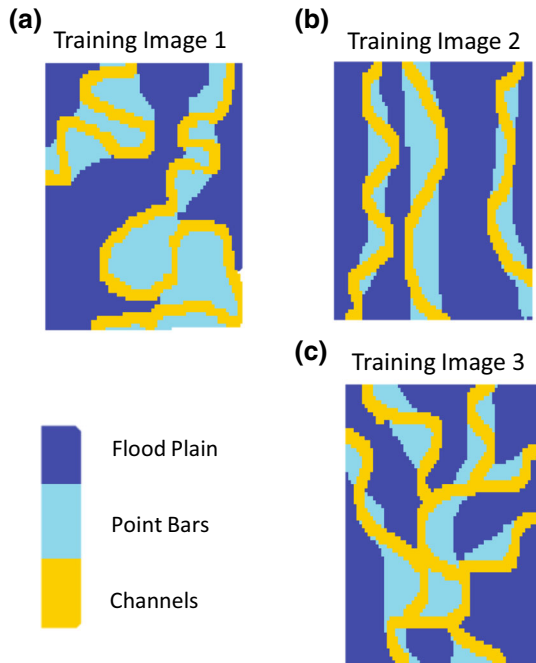 (a)
Training Image 1
(b)
Training Image 2
(c)
Training Image 3
Flood Plain
Point Bars
Channels